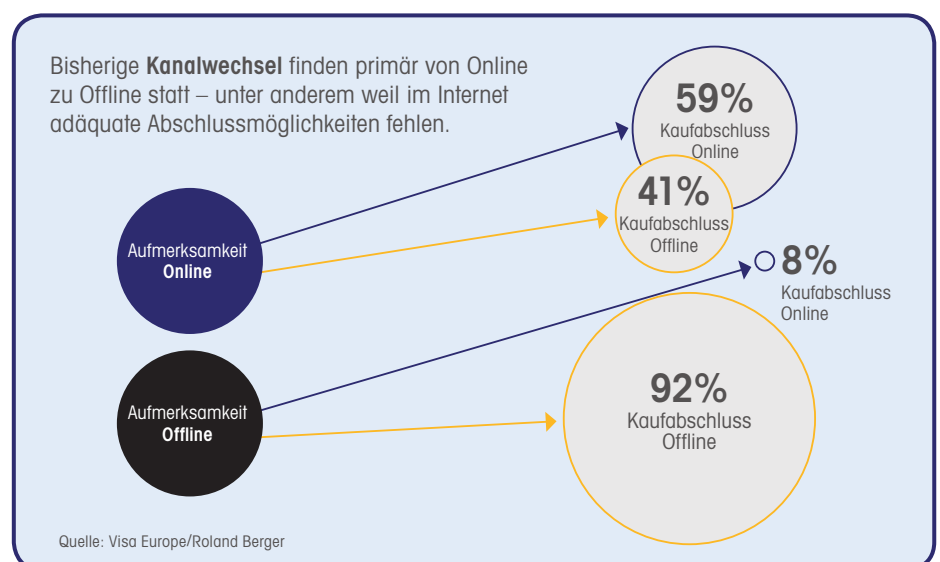 Bisherige Kanalwechsel finden primär von Online
zu Offline statt – unter anderem weil im Internet
adäquate Abschlussmöglichkeiten fehlen.
59%
Kaufabschluss
Online
41%
Kaufabschluss
Offline
Aufmerksamkeit
Online
8%
Kaufabschluss
Online
Aufmerksamkeit
Offline
92%
Kaufabschluss
Offline
Quelle: Visa Europe/Roland Berger